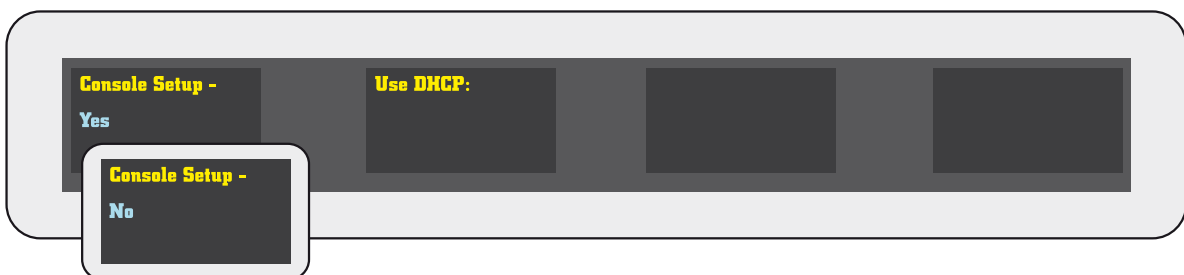 Console Setup -
Yes
Use DHCP:
Console Setup -
No